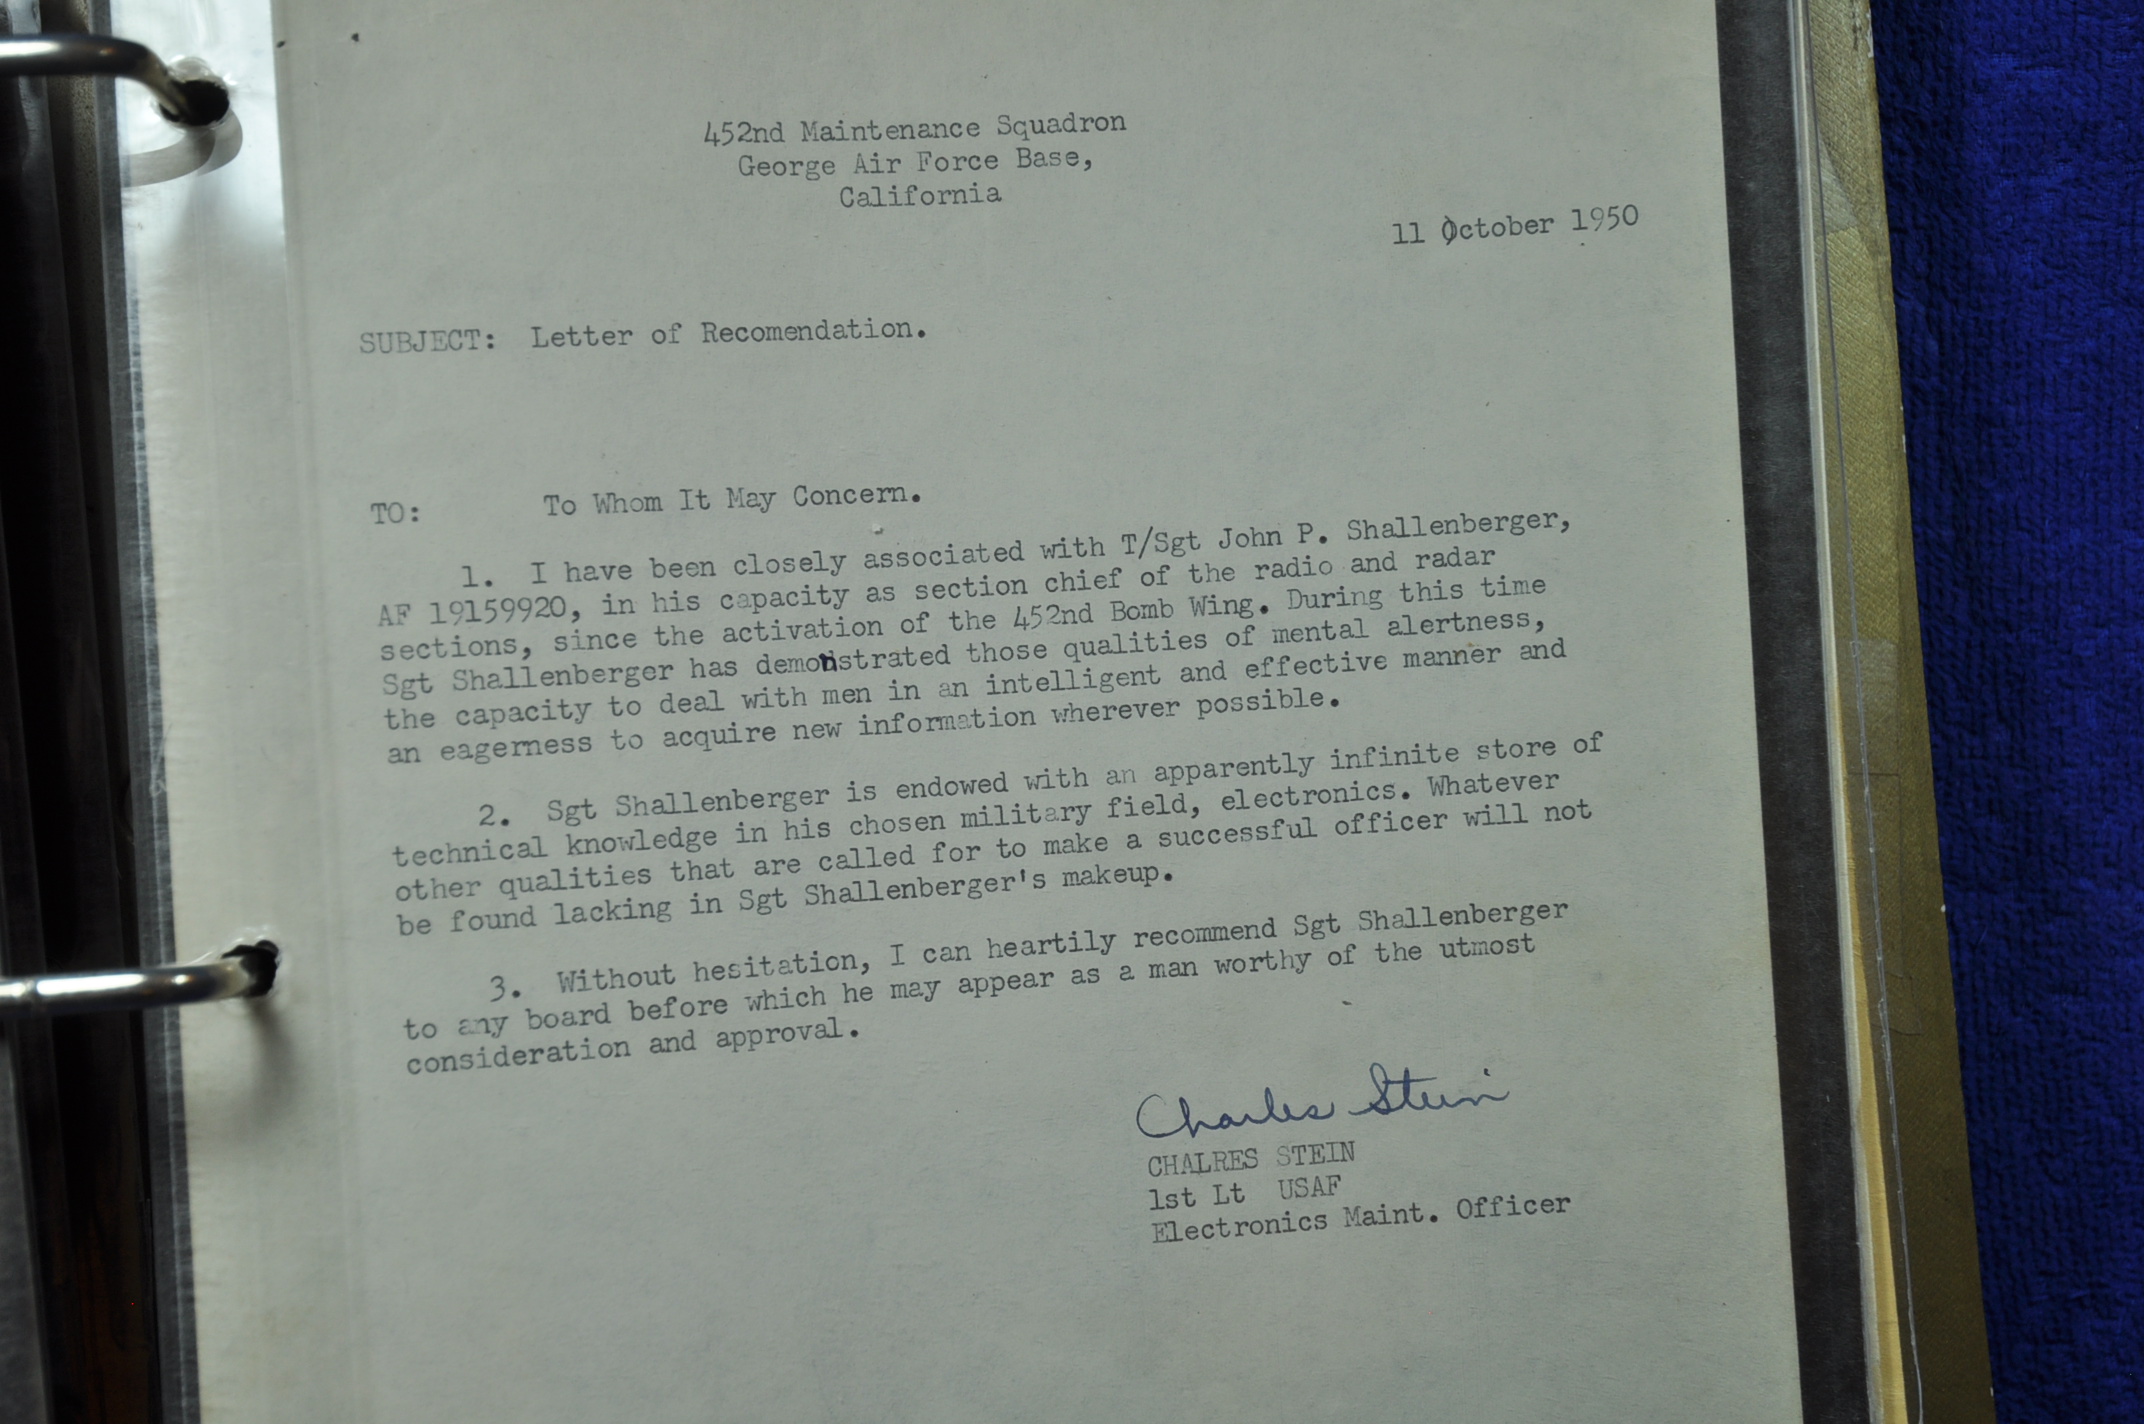 452nd Maintenance Squadron
George Air Force Base,
California
11 October 1950
SUBJECT: Letter of Recomendation.
TO: To Whom It May Concern.
1. I have been closely associated with T/Sgt John P. Shallenberger,
AF 19159920, in his capacity as section chief of the radio and radar
sections, since the activation of the 452nd Bomb Wing. During this time
Sgt Shallenberger has demonstrated those qualities of mental alertness,
the capacity to deal with men in an intelligent and effective manner and
an eagerness to acquire new information wherever possible.
2. Sgt Shallenberger is endowed with an apparently infinite store of
technical knowledge in his chosen military field, electronics. Whatever
other qualities that are called for to make a successful officer will not
be found lacking in Sgt Shallenberger's makeup.
3. Without hesitation, I can heartily recommend Sgt Shallenberger
to any board before which he may appear as a man worthy of the utmost
consideration and approval.
Charles Stein
CHALRES STEIN
1st Lt USAF
Electronics Maint. Officer